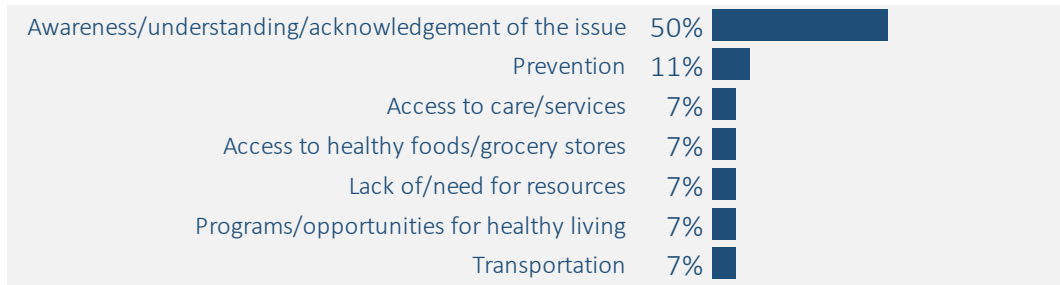 Awareness/understanding/acknowledgement of the issue 50%
Prevention 11%
Access to care/services 7%
Access to healthy foods/grocery stores 7%
Lack of/need for resources 7%
Programs/opportunities for healthy living 7%
Transportation 7%